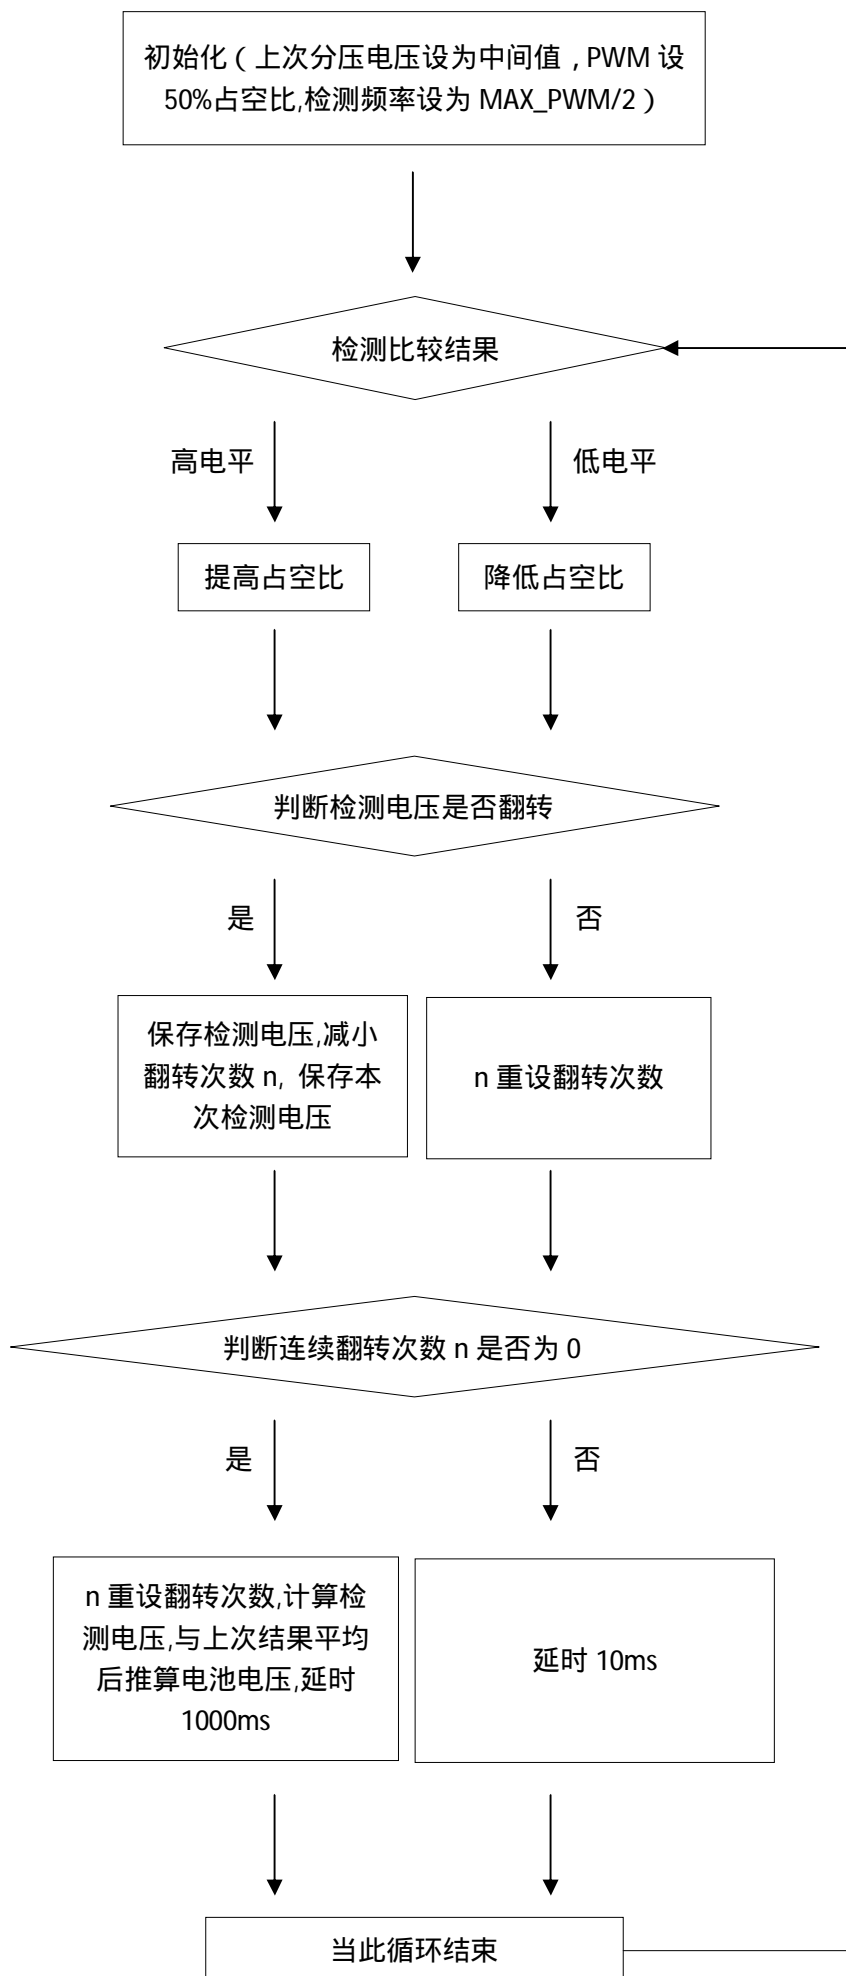 初始化（上次分压电压设为中间值，PWM 设
50%占空比,检测频率设为 MAX_PWM/2）
检测比较结果
高电平
低电平
提高占空比
降低占空比
判断检测电压是否翻转
是
否
保存检测电压,减小
翻转次数 n, 保存本
次检测电压
n 重设翻转次数
判断连续翻转次数 n 是否为 0
是
否
n 重设翻转次数,计算检
测电压,与上次结果平均
后推算电池电压,延时
1000ms
延时 10ms
当此循环结束